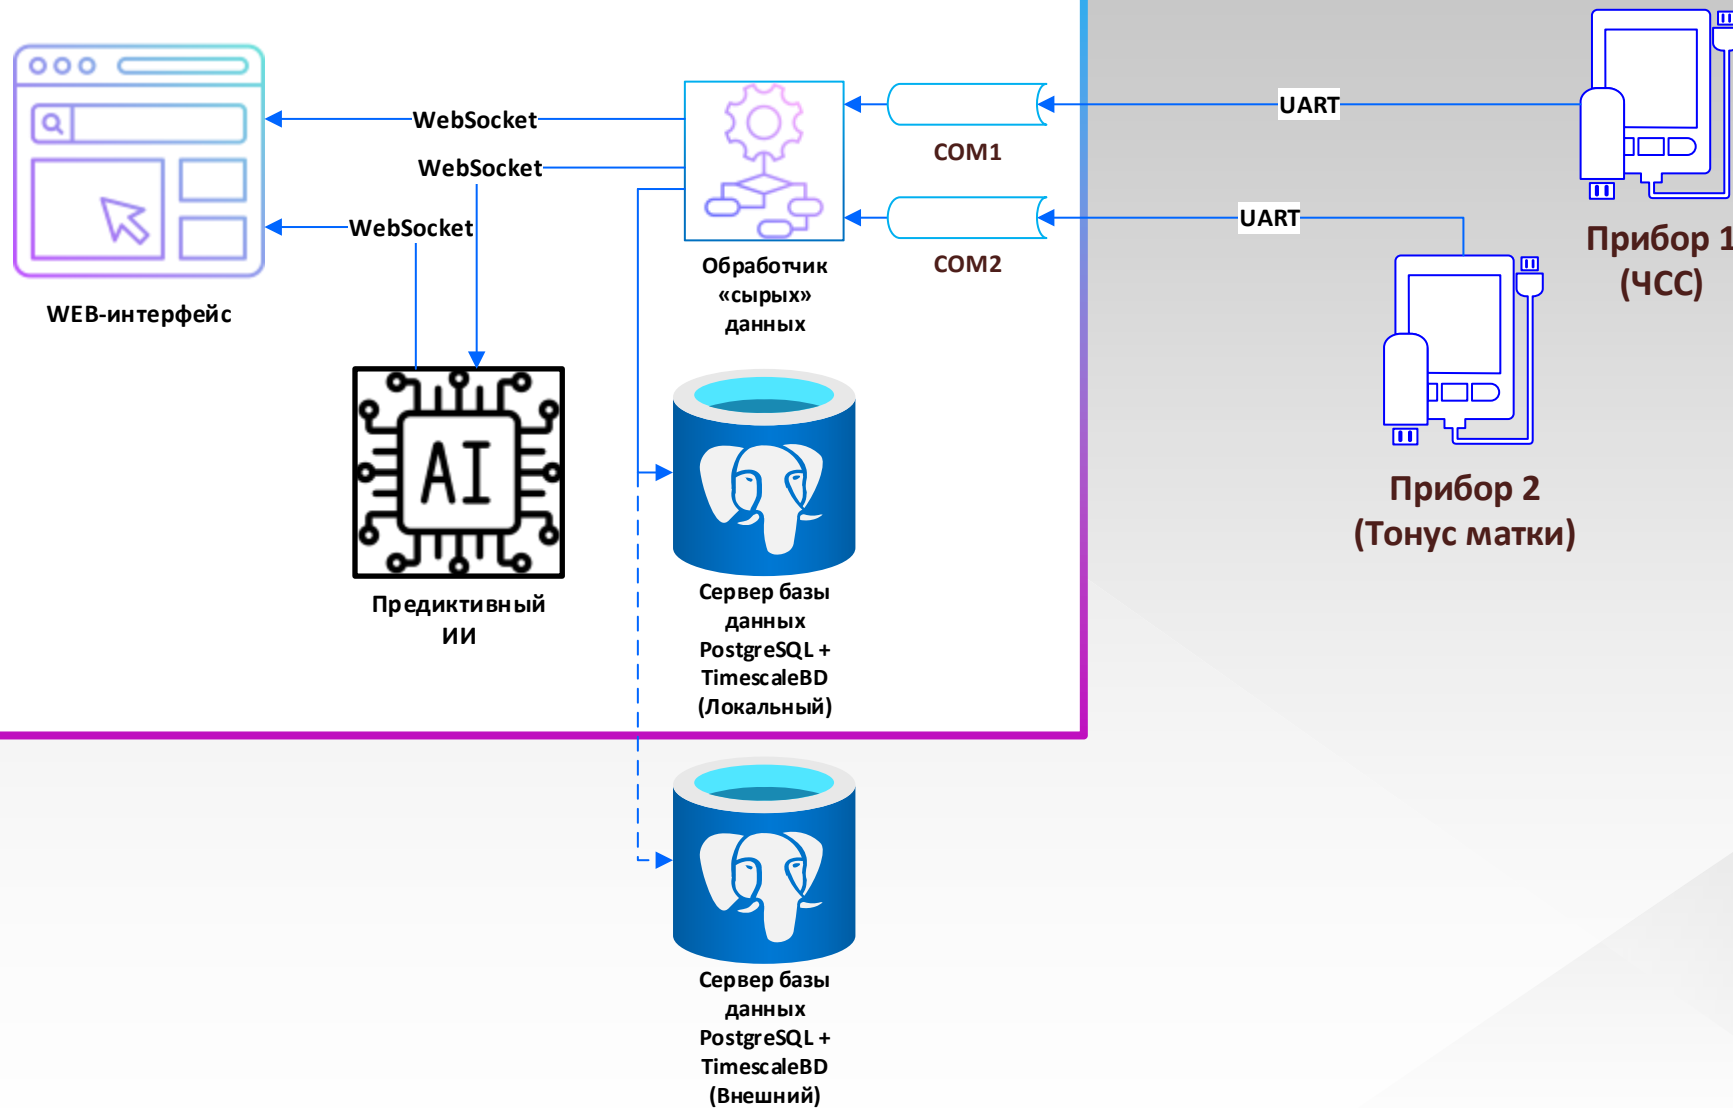 WebSocket
UART
COM1
WebSocket
WebSocket
UART
COM2
Прибор 1
(ЧСС)
WEB-интерфейс
Обработчик
«сырых»
данных
AI
Прибор 2
(Тонус матки)
Предиктивный
ИИ
Сервер базы
данных
PostgreSQL +
TimescaleBD
(Локальный)
Сервер базы
данных
PostgreSQL +
TimescaleBD
(Внешний)